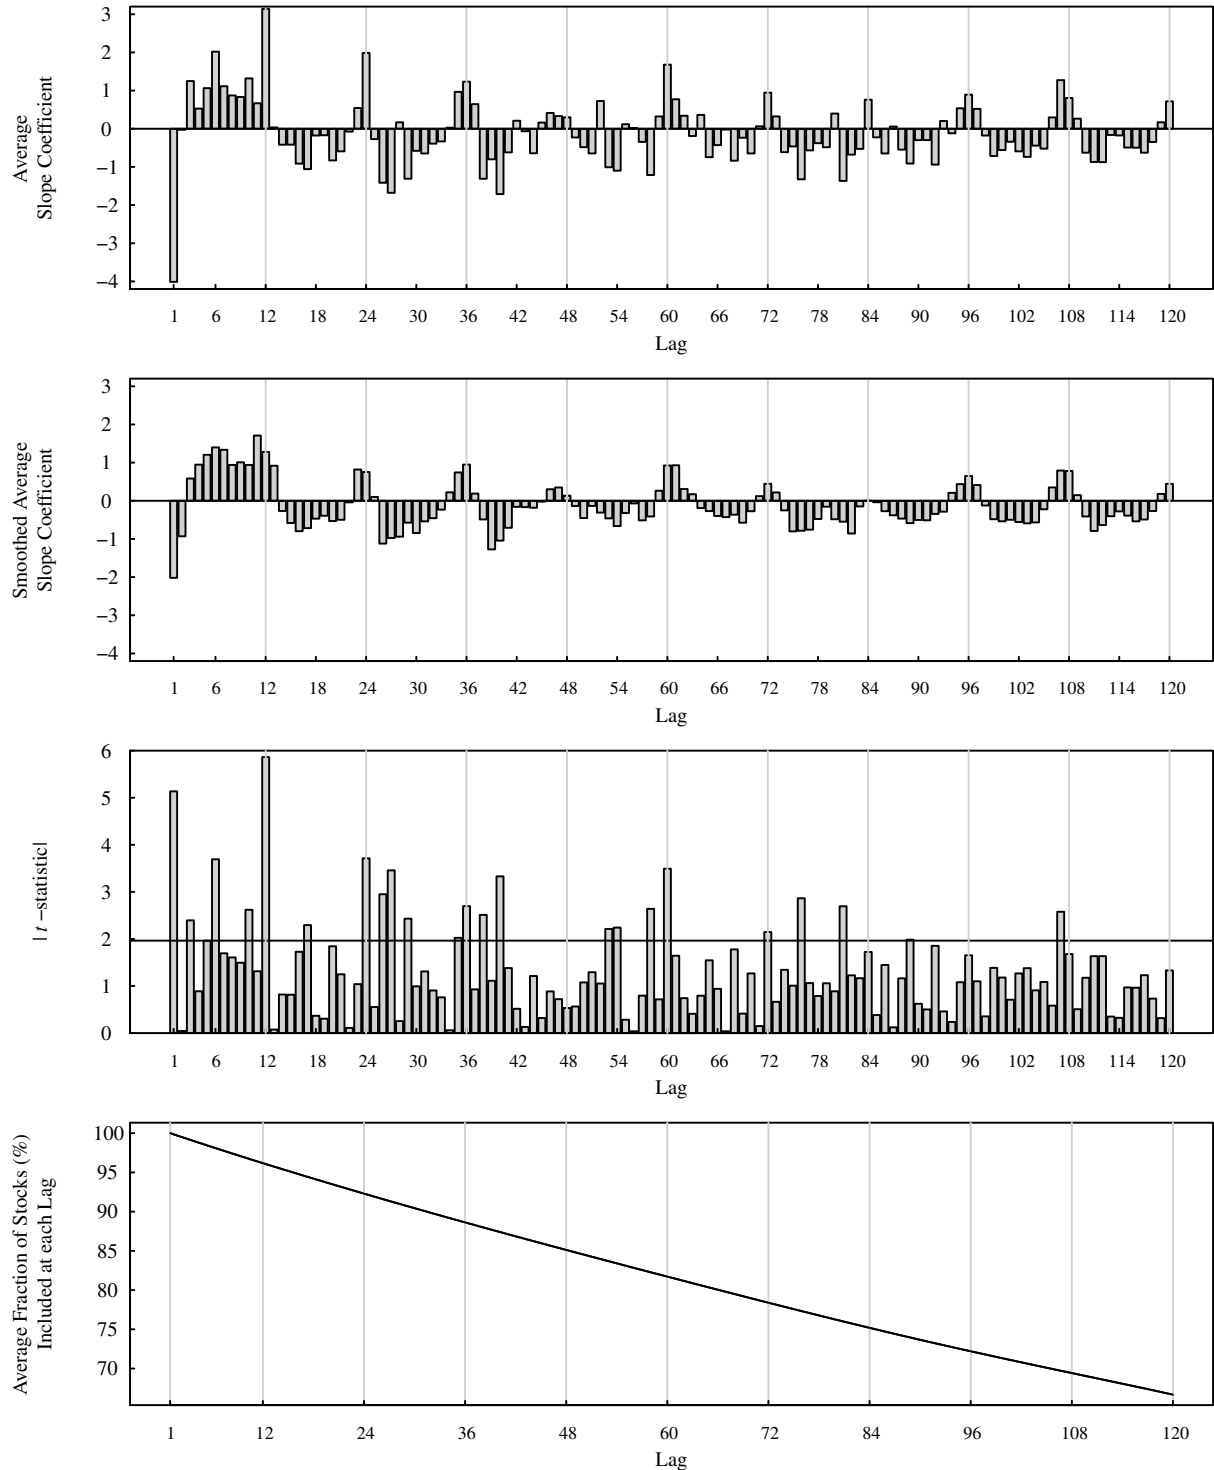 Average
Slope Coefficient
3
2
1
0
−1
−2
−3
−4
1 6 12 18 24 30 36 42 48 54 60 66 72 78 84 90 96 102 108 114 120
Lag
Smoothed Average
Slope Coefficient
3
2
1
0
−1
−2
−3
−4
1 6 12 18 24 30 36 42 48 54 60 66 72 78 84 90 96 102 108 114 120
Lag
| t −statistic|
6
5
4
3
2
1
0
1 6 12 18 24 30 36 42 48 54 60 66 72 78 84 90 96 102 108 114 120
Lag
Average Fraction of Stocks (%)
Included at each Lag
100
95
90
85
80
75
70
1 12 24 36 48 60 72 84 96 108 120
Lag